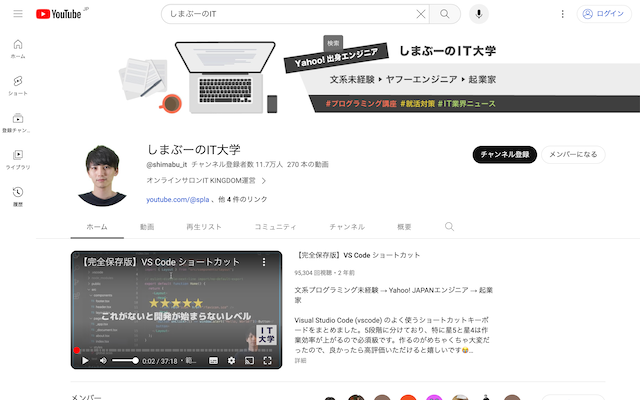 YouTube JP
しまぶーのIT
ログイン
検索
ホーム
ショート
登録チャン...
ライブラリ
履歴
Yahoo! 出身エンジニア
しまぶーのIT大学
文系未経験 ▸ ヤフーエンジニア ▸ 起業家
#プログラミング講座 #就活対策 #IT業界ニュース
しまぶーのIT大学
@shimabu_it チャンネル登録者数 11.7万人 270 本の動画
オンラインサロンIT KINGDOM運営
youtube.com/@spla 、他 4 件のリンク
チャンネル登録
メンバーになる
ホーム 動画 再生リスト コミュニティ チャンネル 概要
【完全保存版】VS Code ショートカット
★★★★★
これがないと開発が始まらないレベル
IT
大学
0:02 / 37:18 • 範...
【完全保存版】VS Code ショートカット
95,304 回視聴 • 2 年前
文系プログラミング未経験 → Yahoo! JAPANエンジニア → 起業
家
Visual Studio Code (vscode) のよく使うショートカットキーボ
ードをまとめました。5段階に分けており、特に星5と星4は作
業効率が上がるので必須級です。作るのがめちゃくちゃ大変だ
ったので、良かったら高評価いただけると嬉しいです😂...
詳細
メンバー